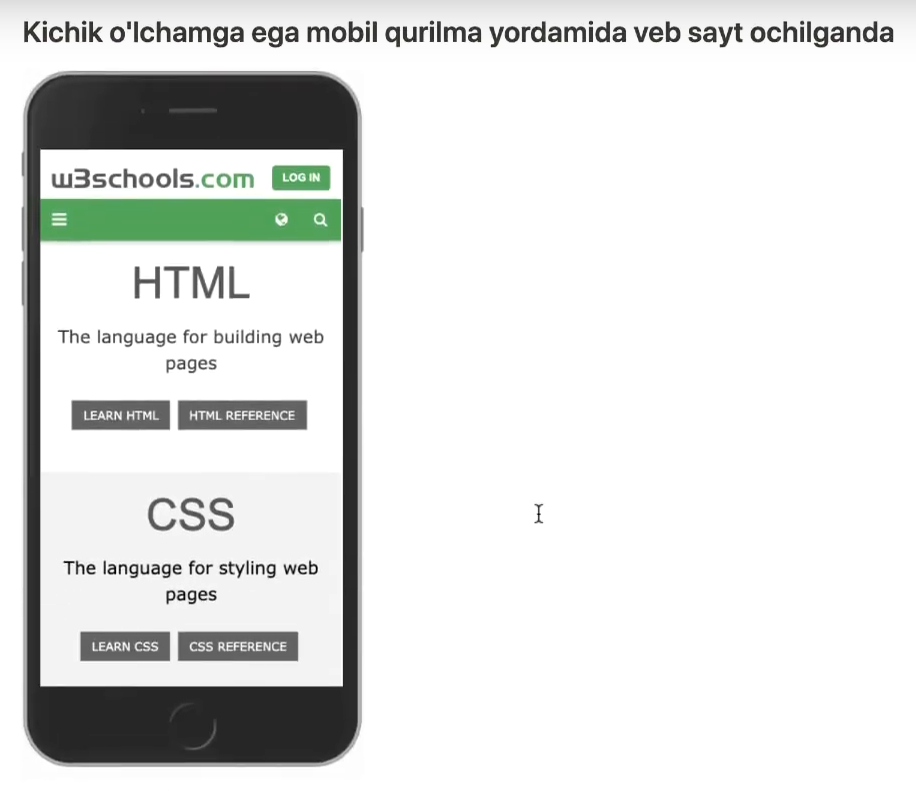 Kichik o'lchamga ega mobil qurilma yordamida veb sayt ochilganda
w3schools.com
LOG IN
HTML
The language for building web
pages
LEARN HTML HTML REFERENCE
CSS
The language for styling web
pages
LEARN CSS CSS REFERENCE